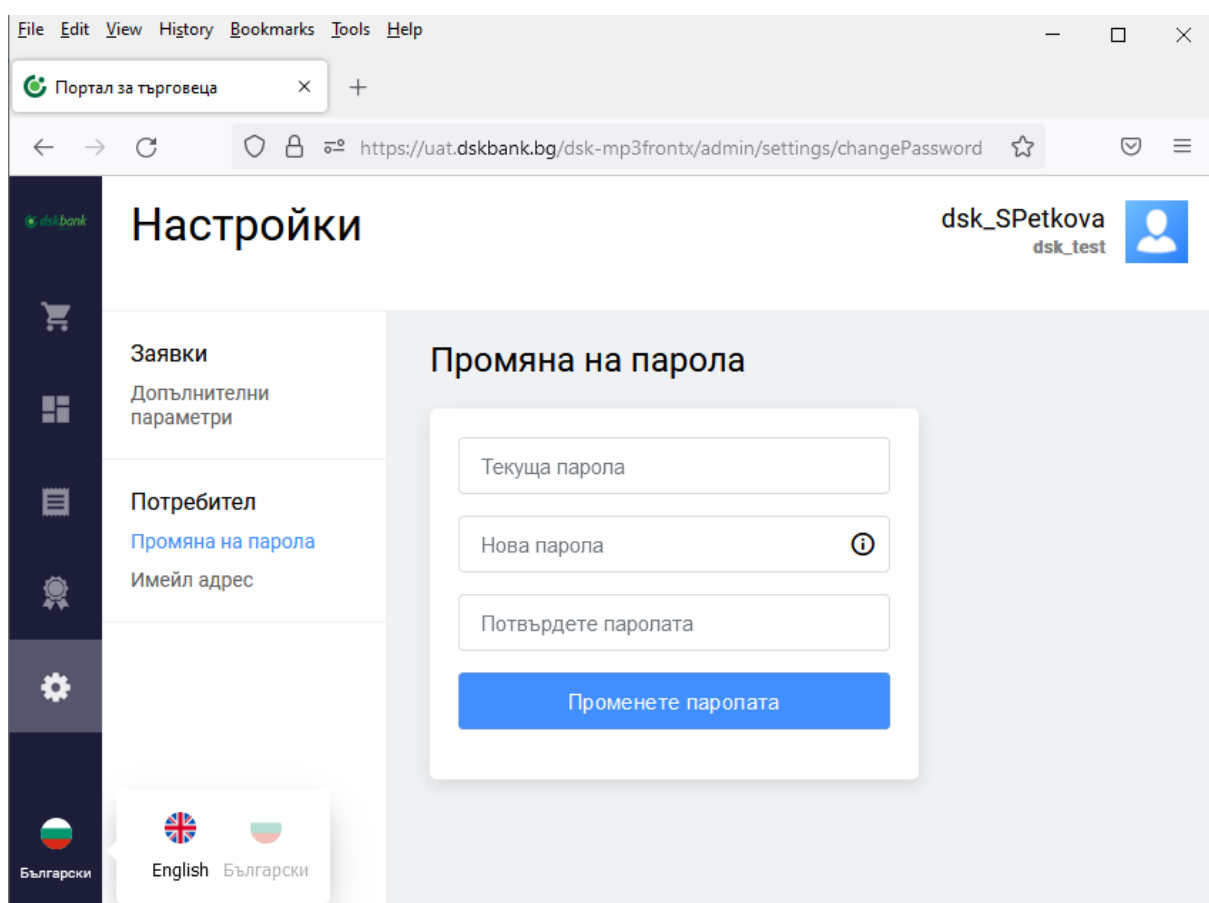 File Edit View History Bookmarks Tools Help
Портал за търговеца
https://uat.dskbank.bg/dsk-mp3frontx/admin/settings/changePassword
dskbank
Настройки
dsk_SPetkova
dsk_test
Заявки
Допълнителни
параметри
Потребител
Промяна на парола
Имейл адрес
Промяна на парола
Текуща парола
Нова парола
Потвърдете паролата
Променете паролата
Български
English Български